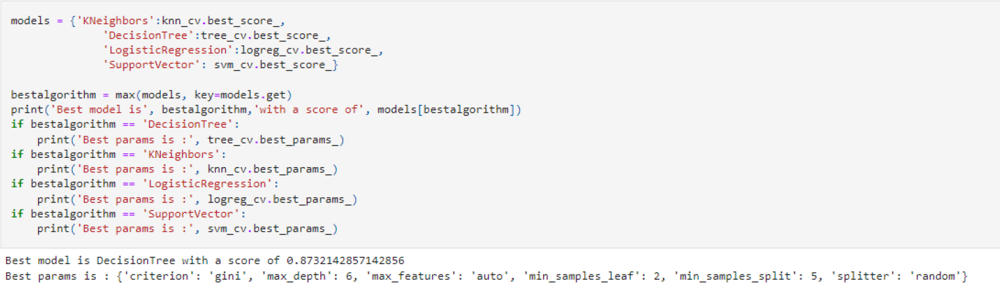 models = {'KNeighbors':knn_cv.best_score_,
              'DecisionTree':tree_cv.best_score_,
              'LogisticRegression':logreg_cv.best_score_,
              'SupportVector': svm_cv.best_score_}

bestalgorithm = max(models, key=models.get)
print('Best model is', bestalgorithm,'with a score of', models[bestalgorithm])
if bestalgorithm == 'DecisionTree':
    print('Best params is :', tree_cv.best_params_)
if bestalgorithm == 'KNeighbors':
    print('Best params is :', knn_cv.best_params_)
if bestalgorithm == 'LogisticRegression':
    print('Best params is :', logreg_cv.best_params_)
if bestalgorithm == 'SupportVector':
    print('Best params is :', svm_cv.best_params_)
Best model is DecisionTree with a score of 0.8732142857142856
Best params is : {'criterion': 'gini', 'max_depth': 6, 'max_features': 'auto', 'min_samples_leaf': 2, 'min_samples_split': 5, 'splitter': 'random'}